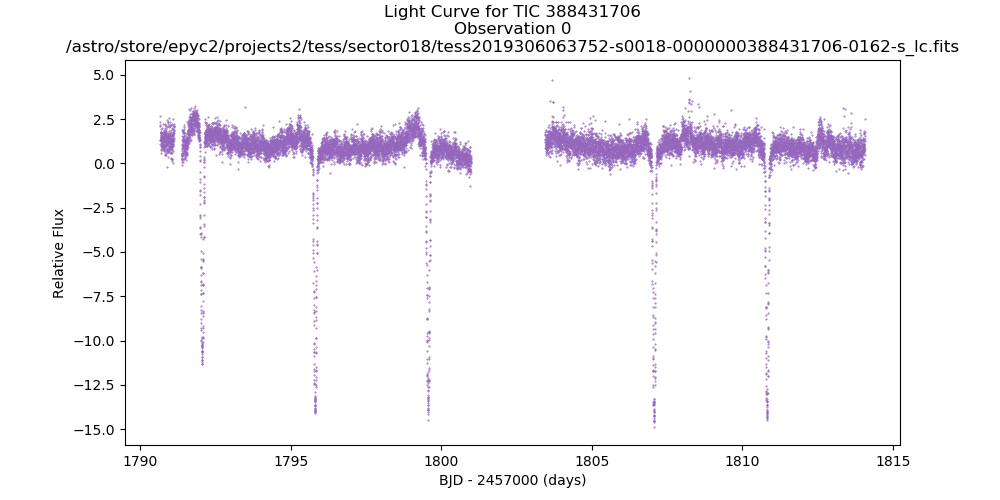 Light Curve for TIC 388431706
Observation 0
/astro/store/epyc2/projects2/tess/sector018/tess2019306063752-s0018-0000000388431706-0162-s_lc.fits
5.0
2.5
0.0
−2.5
−5.0
−7.5
−10.0
−12.5
−15.0
Relative Flux
1790 1795 1800 1805 1810 1815
BJD - 2457000 (days)